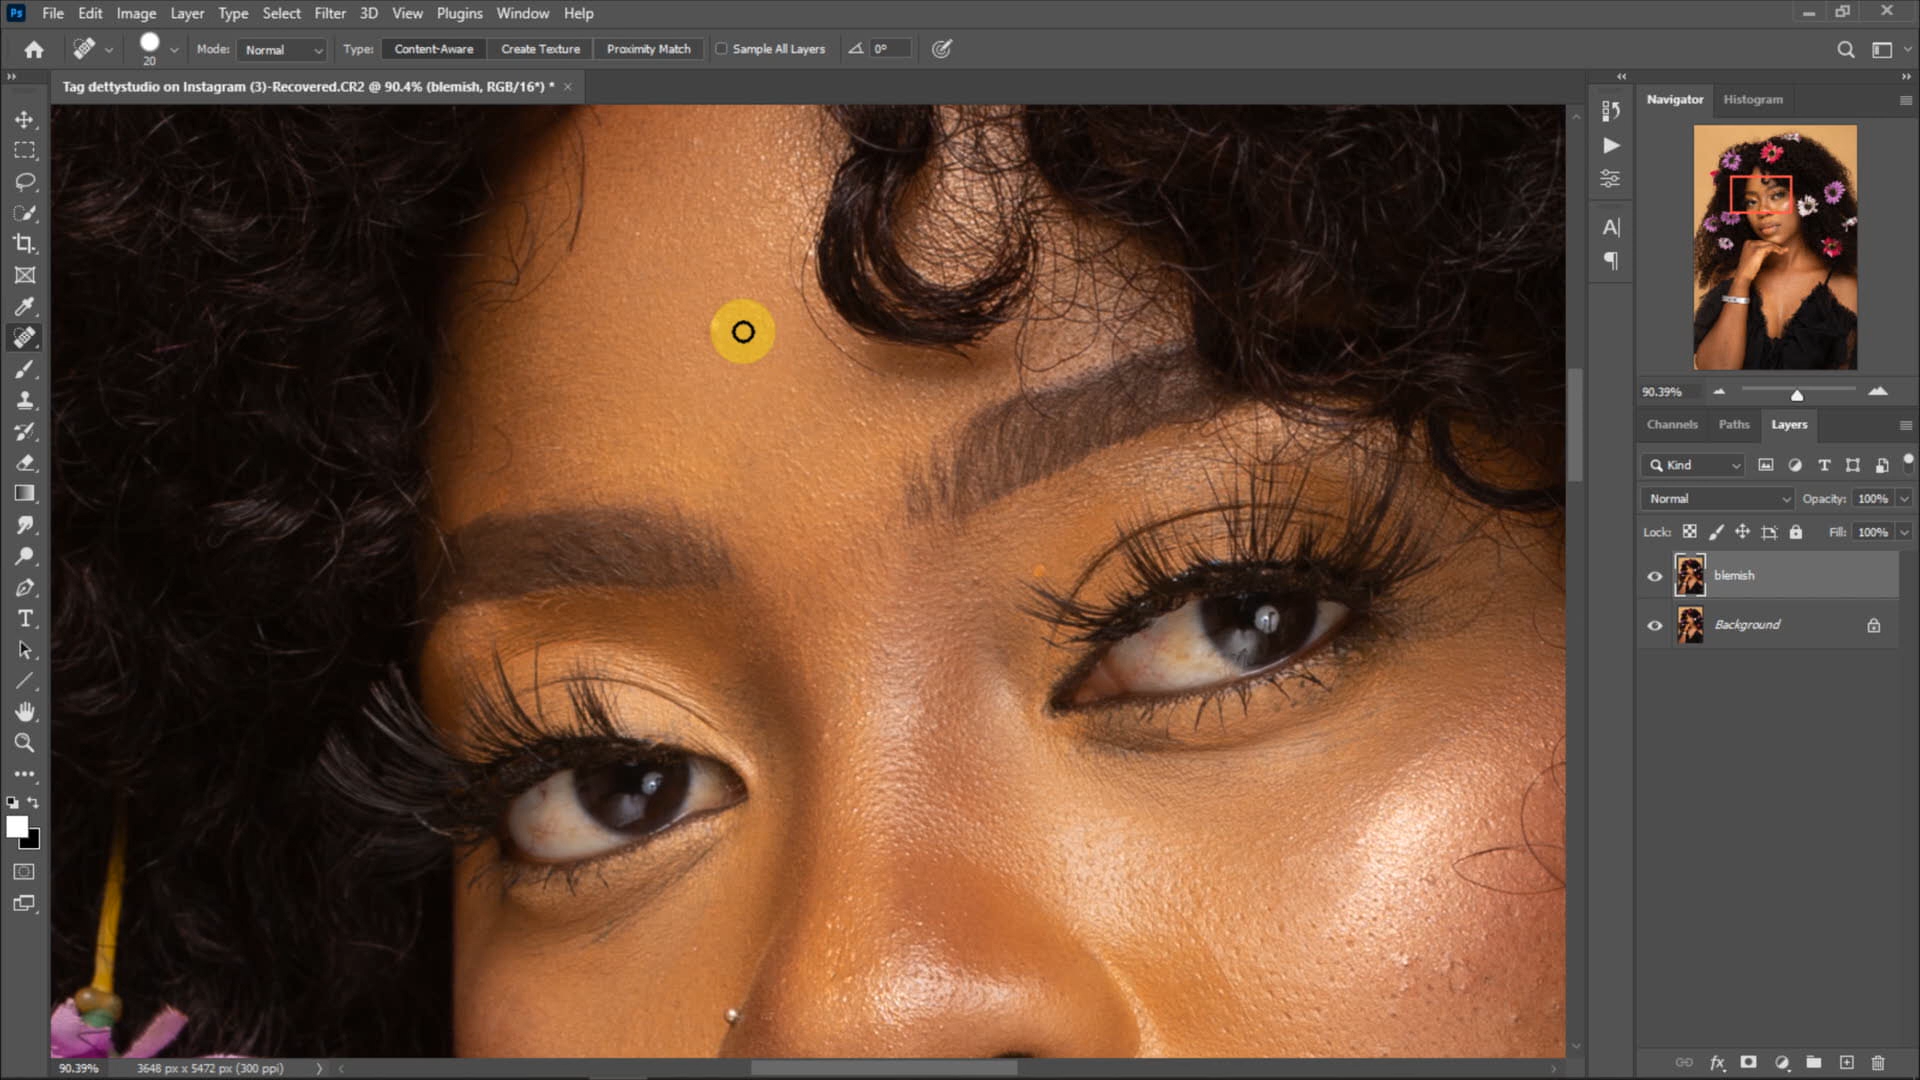 Ps File Edit Image Layer Type Select Filter 3D View Plugins Window Help
20 Mode: Normal Type: Content-Aware Create Texture Proximity Match Sample All Layers 0°
Tag dettystudio on Instagram (3)-Recovered.CR2 @ 90.4% (blemish, RGB/16*) * ×
Navigator Histogram
90.39%
Channels Paths Layers
Kind
Normal Opacity: 100%
Lock: Fill: 100%
blemish
Background
fx
90.39% 3648 px x 5472 px (300 ppi)